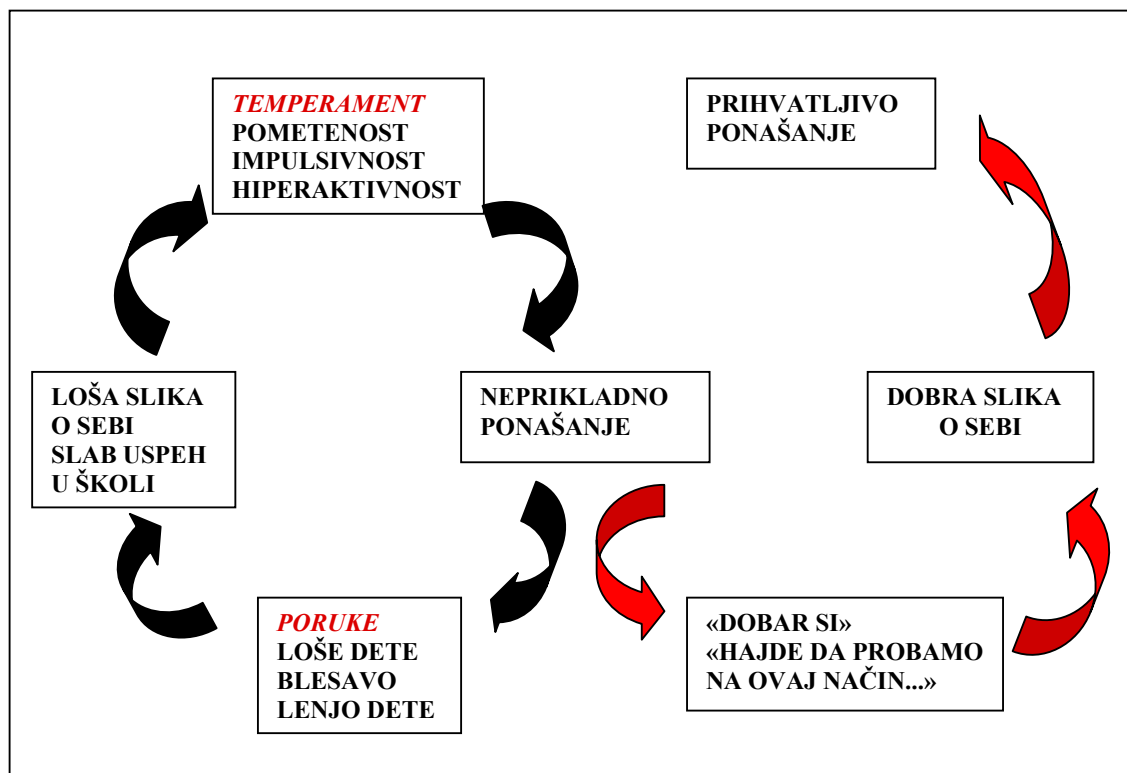 TEMPERAMENT
POMETENOST
IMPULSIVNOST
HIPERAKTIVNOST
PRIHVATLJIVO
PONAŠANJE
LOŠA SLIKA
O SEBI
SLAB USPEH
U ŠKOLI
NEPRIKLADNO
PONAŠANJE
DOBRA SLIKA
O SEBI
PORUKE
LOŠE DETE
BLESAVO
LENJO DETE
«DOBAR SI»
«HAJDE DA PROBAMO
NA OVAJ NAČIN...»